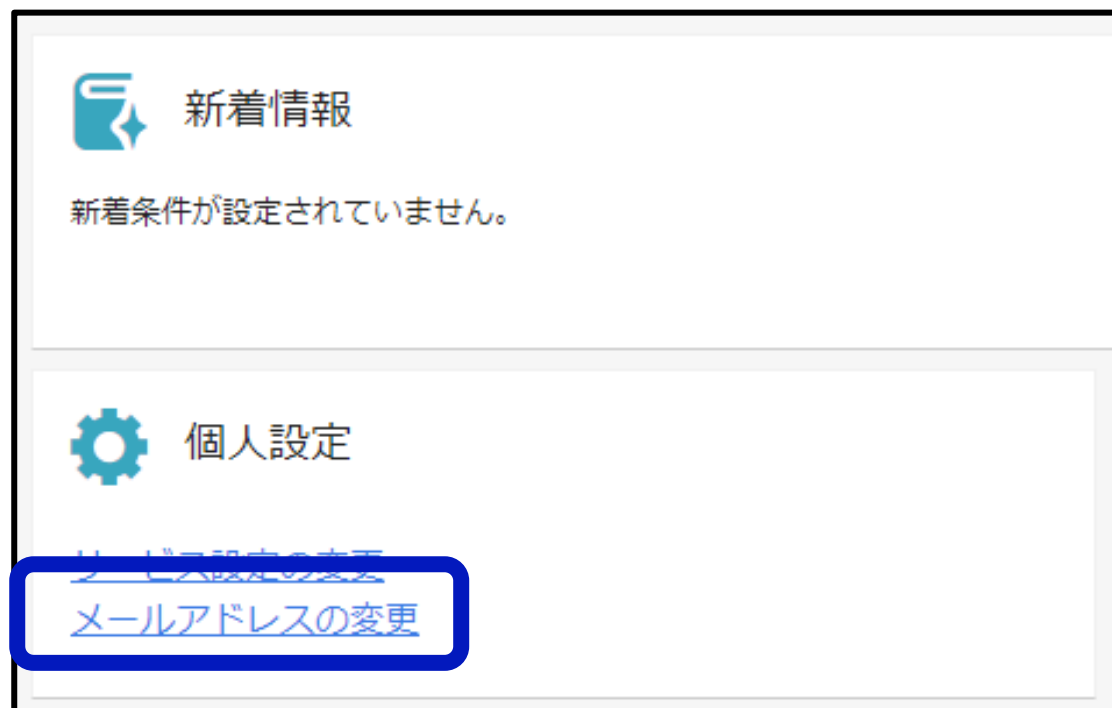 新着情報
新着条件が設定されていません。
個人設定
サービス設定の変更
メールアドレスの変更